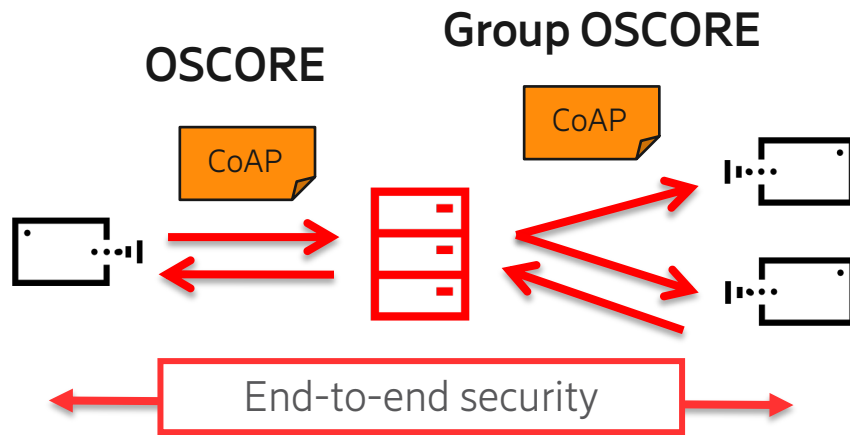 OSCORE
Group OSCORE
CoAP
CoAP
End-to-end security